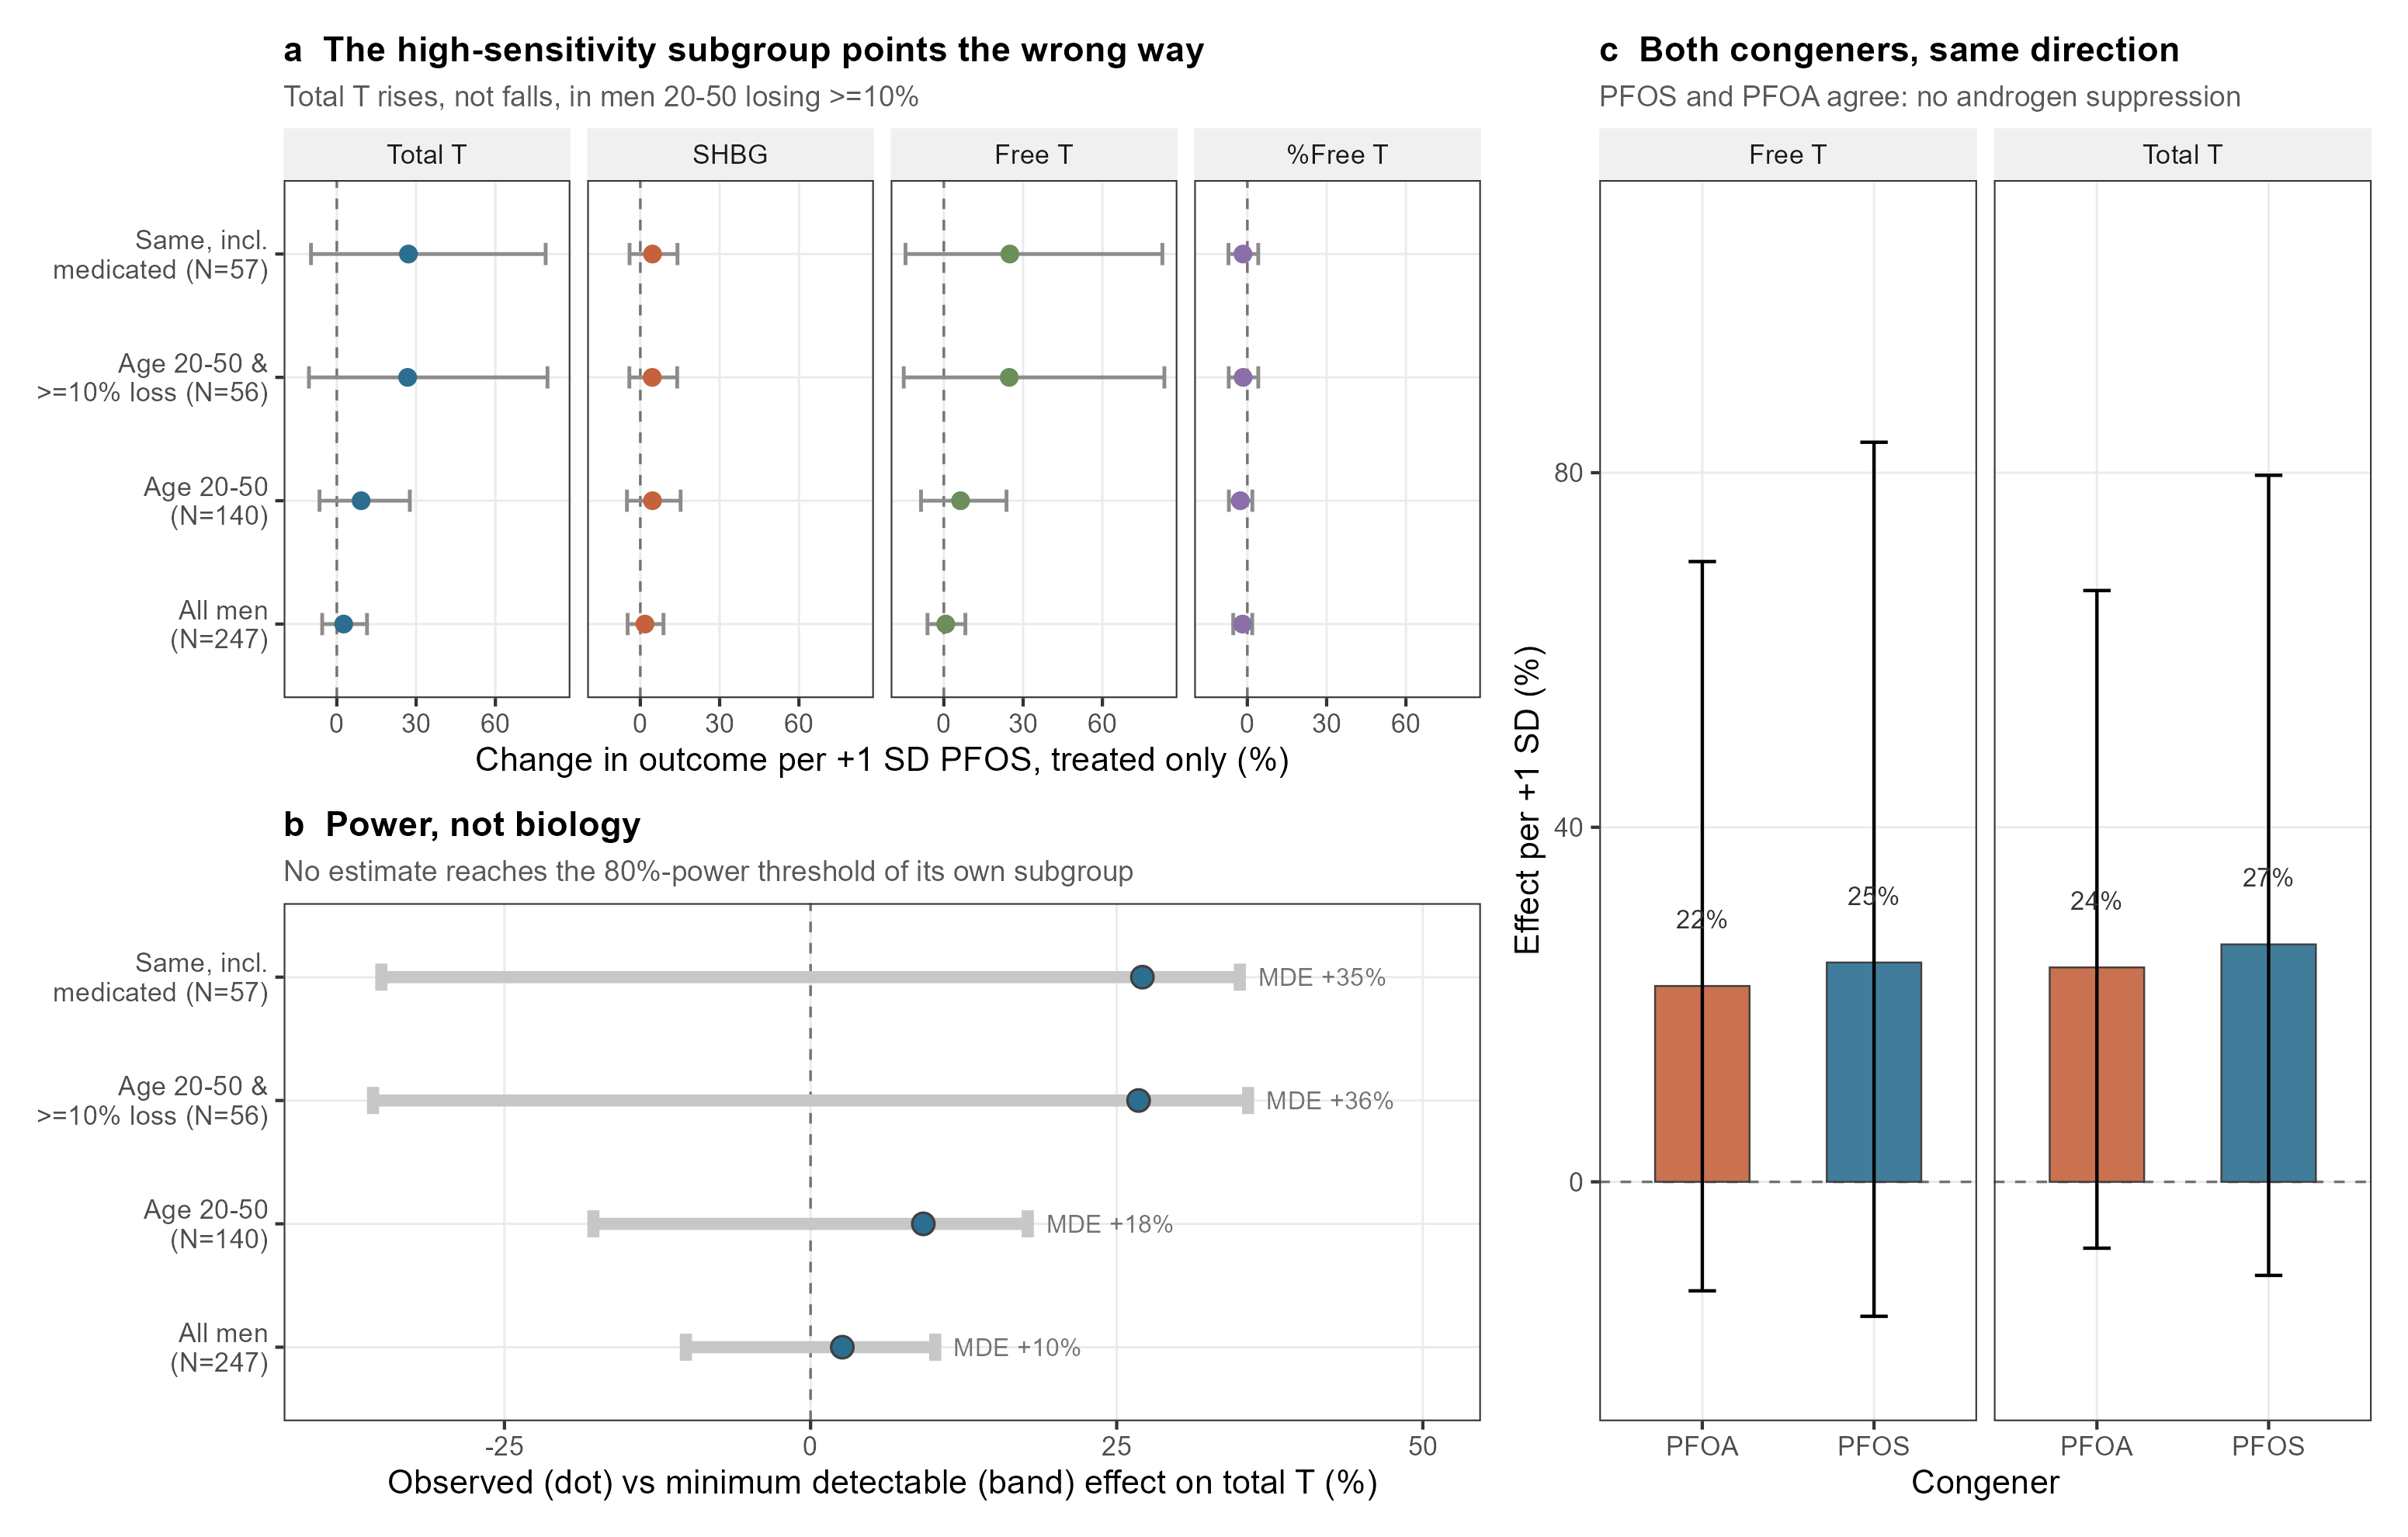 a The high-sensitivity subgroup points the wrong way
Total T rises, not falls, in men 20-50 losing >=10%
Total T
SHBG
Free T
%Free T
Same, incl.
medicated (N=57)
Age 20-50 &
>=10% loss (N=56)
Age 20-50
(N=140)
All men
(N=247)
0 30 60
0 30 60
0 30 60
0 30 60
Change in outcome per +1 SD PFOS, treated only (%)
b Power, not biology
No estimate reaches the 80%-power threshold of its own subgroup
Same, incl.
medicated (N=57)
MDE +35%
Age 20-50 &
>=10% loss (N=56)
MDE +36%
Age 20-50
(N=140)
MDE +18%
All men
(N=247)
MDE +10%
-25 0 25 50
Observed (dot) vs minimum detectable (band) effect on total T (%)
c Both congeners, same direction
PFOS and PFOA agree: no androgen suppression
Free T
Total T
Effect per +1 SD (%)
80
40
0
22%
25%
24%
27%
PFOA PFOS
PFOA PFOS
Congener